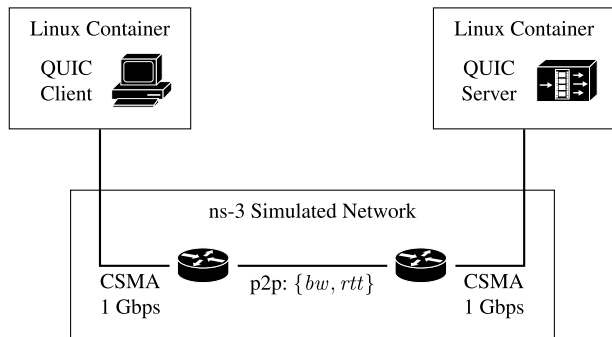 Linux Container
QUIC
Client
Linux Container
QUIC
Server
ns-3 Simulated Network
CSMA
1 Gbps
p2p: {bw, rtt}
CSMA
1 Gbps